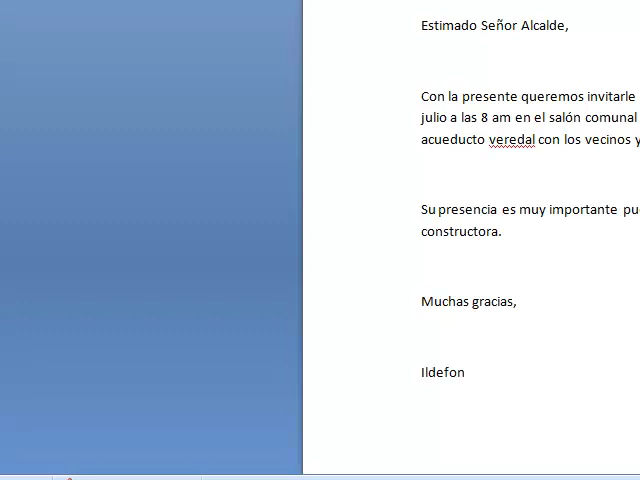 Estimado Señor Alcalde,
Con la presente queremos invitarle
julio a las 8 am en el salón comunal
acueducto veredal con los vecinos y
Su presencia es muy importante pu
constructora.
Muchas gracias,
Ildefon